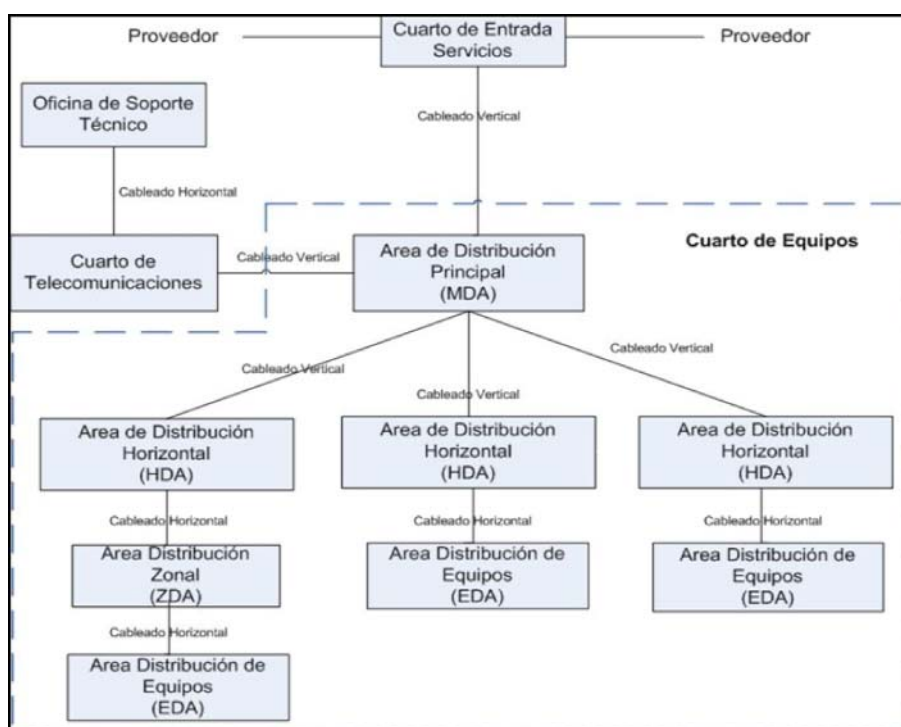 Proveedor
Cuarto de Entrada
Servicios
Proveedor
Cableado Vertical
Oficina de Soporte
Técnico
Cableado Horizontal
Cuarto de Equipos
Cuarto de
Telecomunicaciones
Cableado Vertical
Area de Distribución
Principal
(MDA)
Cableado Vertical
Cableado Vertical
Cableado Vertical
Area de Distribución
Horizontal
(HDA)
Area de Distribución
Horizontal
(HDA)
Area de Distribución
Horizontal
(HDA)
Cableado Horizontal
Cableado Horizontal
Cableado Horizontal
Area Distribución
Zonal
(ZDA)
Area Distribución de
Equipos
(EDA)
Area Distribución de
Equipos
(EDA)
Cableado Horizontal
Area Distribución de
Equipos
(EDA)